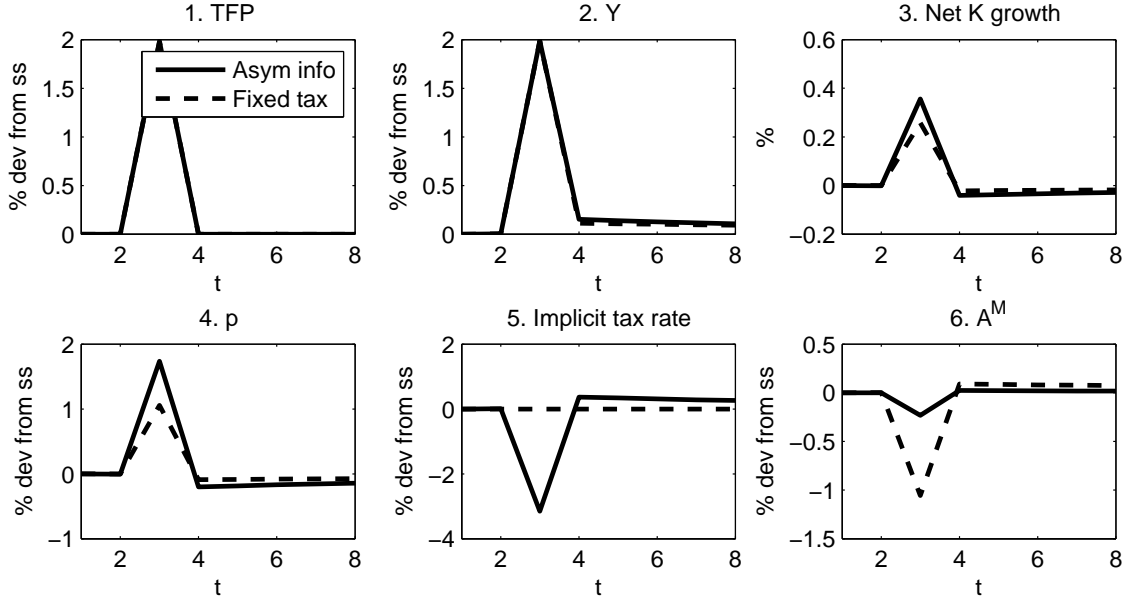 1. TFP
% dev from ss
2
1.5
1
0.5
0
Asym info
Fixed tax
2 4 6 8
t
2. Y
% dev from ss
2
1.5
1
0.5
0
2 4 6 8
t
3. Net K growth
%
0.6
0.4
0.2
0
−0.2
2 4 6 8
t
4. p
% dev from ss
2
1
0
−1
2 4 6 8
t
5. Implicit tax rate
% dev from ss
2
0
−2
−4
2 4 6 8
t
6. A^M
% dev from ss
0.5
0
−0.5
−1
−1.5
2 4 6 8
t